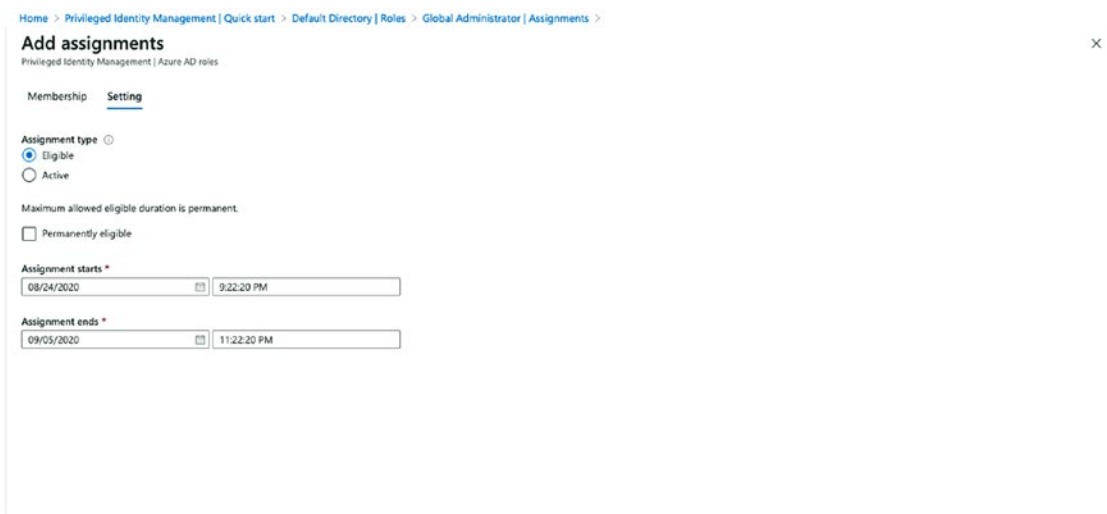 Home > Privileged Identity Management | Quick start > Default Directory | Roles > Global Administrator | Assignments >
Add assignments
Privileged Identity Management | Azure AD roles
Membership Setting
Assignment type
Eligible
Active
Maximum allowed eligible duration is permanent.
Permanently eligible
Assignment starts *
08/24/2020 9:22:20 PM
Assignment ends *
09/05/2020 11:22:20 PM